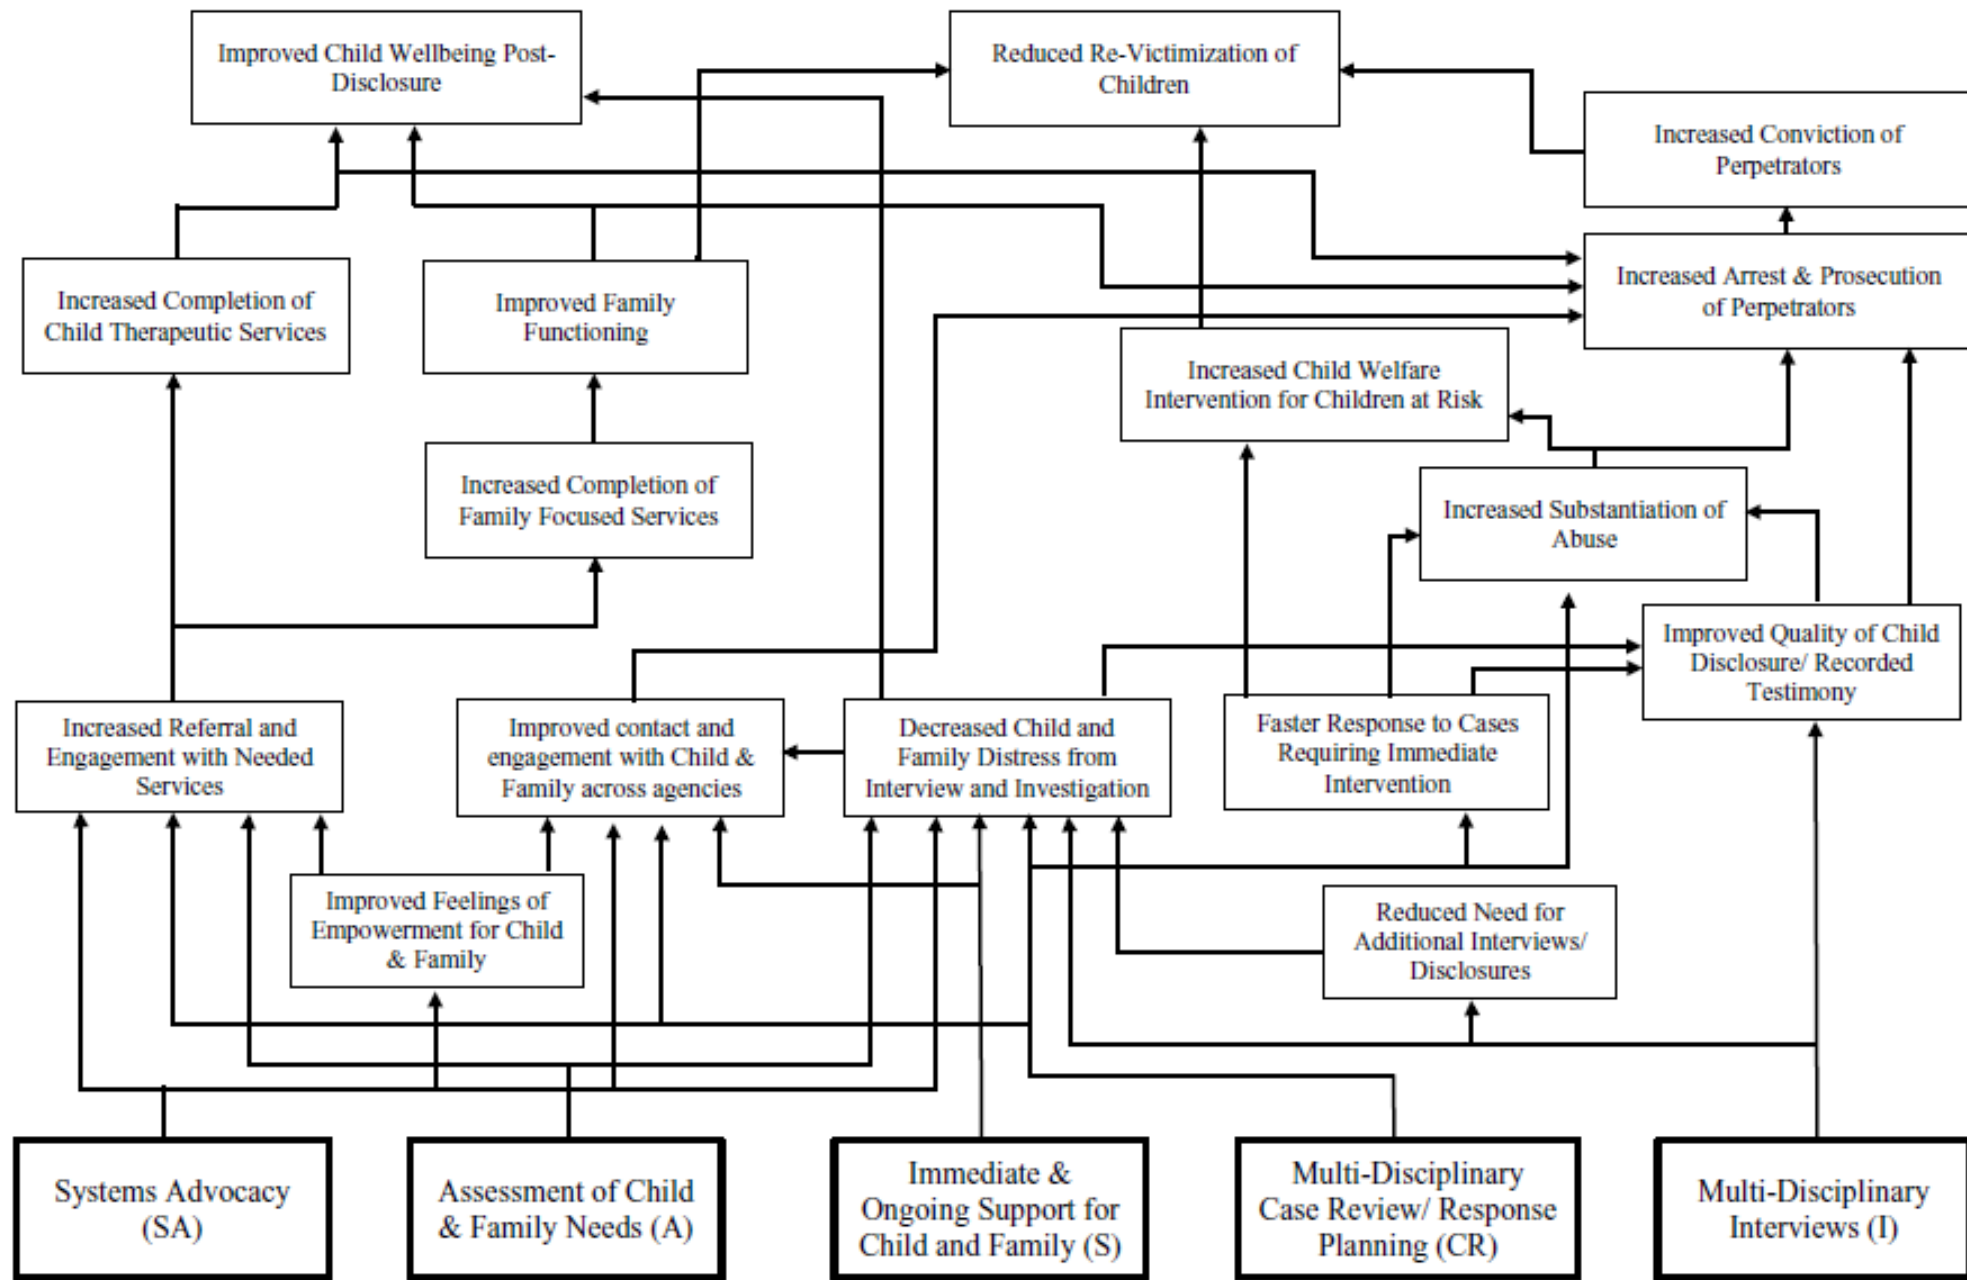 Improved Child Wellbeing Post-
Disclosure
Reduced Re-Victimization of
Children
Increased Conviction of
Perpetrators
Increased Completion of
Child Therapeutic Services
Improved Family
Functioning
Increased Arrest & Prosecution
of Perpetrators
Increased Child Welfare
Intervention for Children at Risk
Increased Completion of
Family Focused Services
Increased Substantiation of
Abuse
Improved Quality of Child
Disclosure/ Recorded
Testimony
Increased Referral and
Engagement with Needed
Services
Improved contact and
engagement with Child &
Family across agencies
Decreased Child and
Family Distress from
Interview and Investigation
Faster Response to Cases
Requiring Immediate
Intervention
Improved Feelings of
Empowerment for Child
& Family
Reduced Need for
Additional Interviews/
Disclosures
Systems Advocacy
(SA)
Assessment of Child
& Family Needs (A)
Immediate &
Ongoing Support for
Child and Family (S)
Multi-Disciplinary
Case Review/ Response
Planning (CR)
Multi-Disciplinary
Interviews (I)